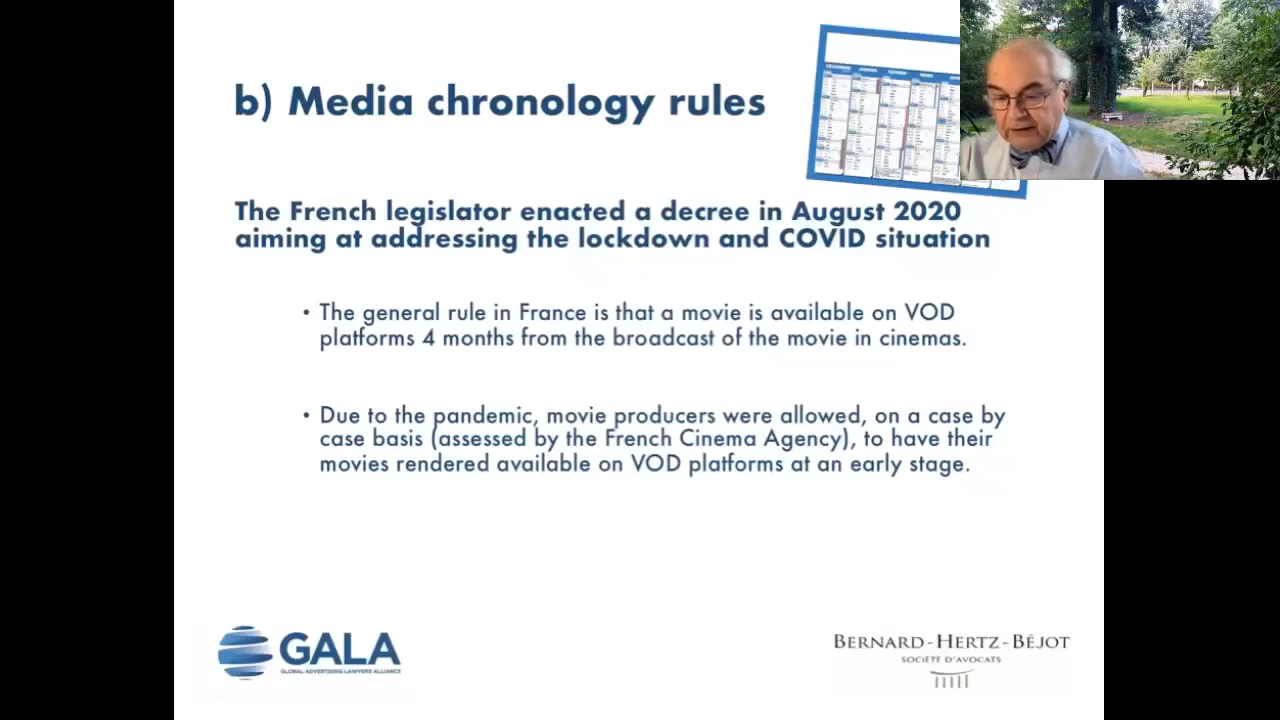 b) Media chronology rules
The French legislator enacted a decree in August 2020
aiming at addressing the lockdown and COVID situation
• The general rule in France is that a movie is available on VOD
platforms 4 months from the broadcast of the movie in cinemas.
• Due to the pandemic, movie producers were allowed, on a case by
case basis (assessed by the French Cinema Agency), to have their
movies rendered available on VOD platforms at an early stage.
GALA
GLOBAL ADVERTISING LAWYERS ALLIANCE
BERNARD-HERTZ-BÉJOT
SOCIÉTÉ D'AVOCATS